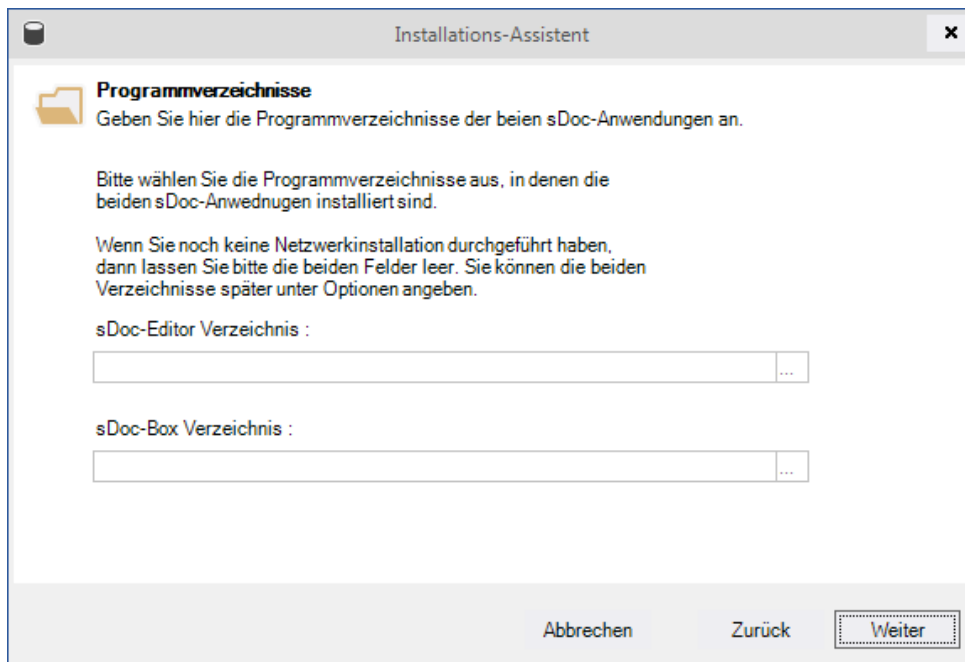 Installations-Assistent
Programmverzeichnisse
Geben Sie hier die Programmverzeichnisse der beien sDoc-Anwendungen an.
Bitte wählen Sie die Programmverzeichnisse aus, in denen die
beiden sDoc-Anwednugen installiert sind.
Wenn Sie noch keine Netzwerkinstallation durchgeführt haben,
dann lassen Sie bitte die beiden Felder leer. Sie können die beiden
Verzeichnisse später unter Optionen angeben.
sDoc-Editor Verzeichnis :
...
sDoc-Box Verzeichnis :
...
Abbrechen Zurück Weiter